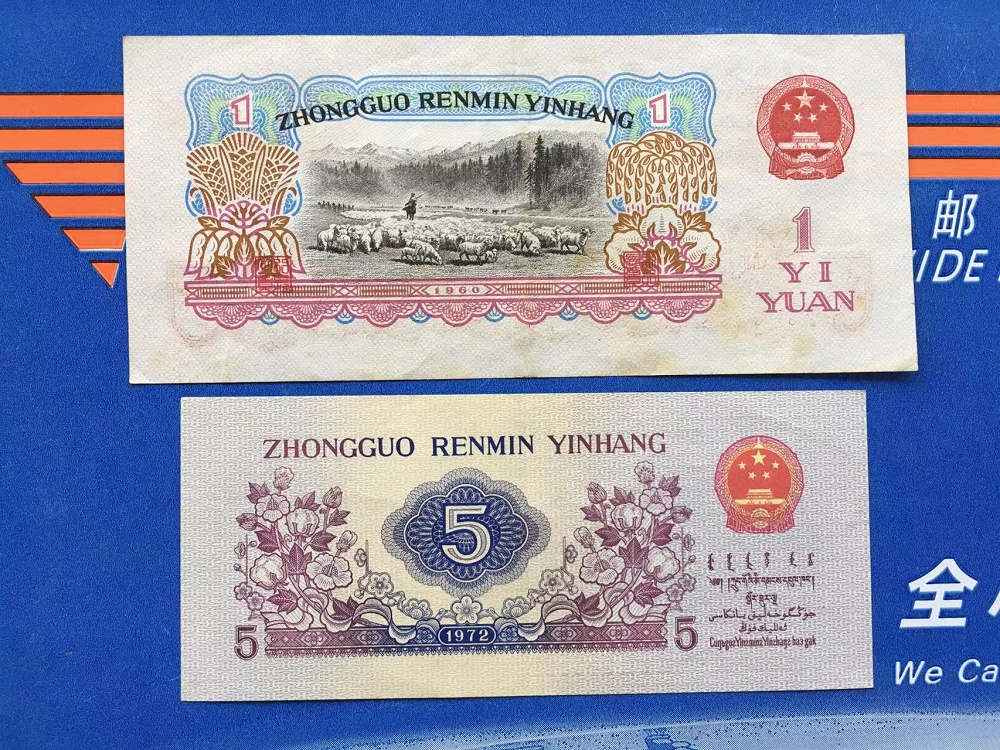 1
ZHONGGUO RENMIN YINHANG
1
1
YI
YUAN
1960
邮
IDE
ZHONGGUO RENMIN YINHANG
5
5
1972
5
全
We Ca